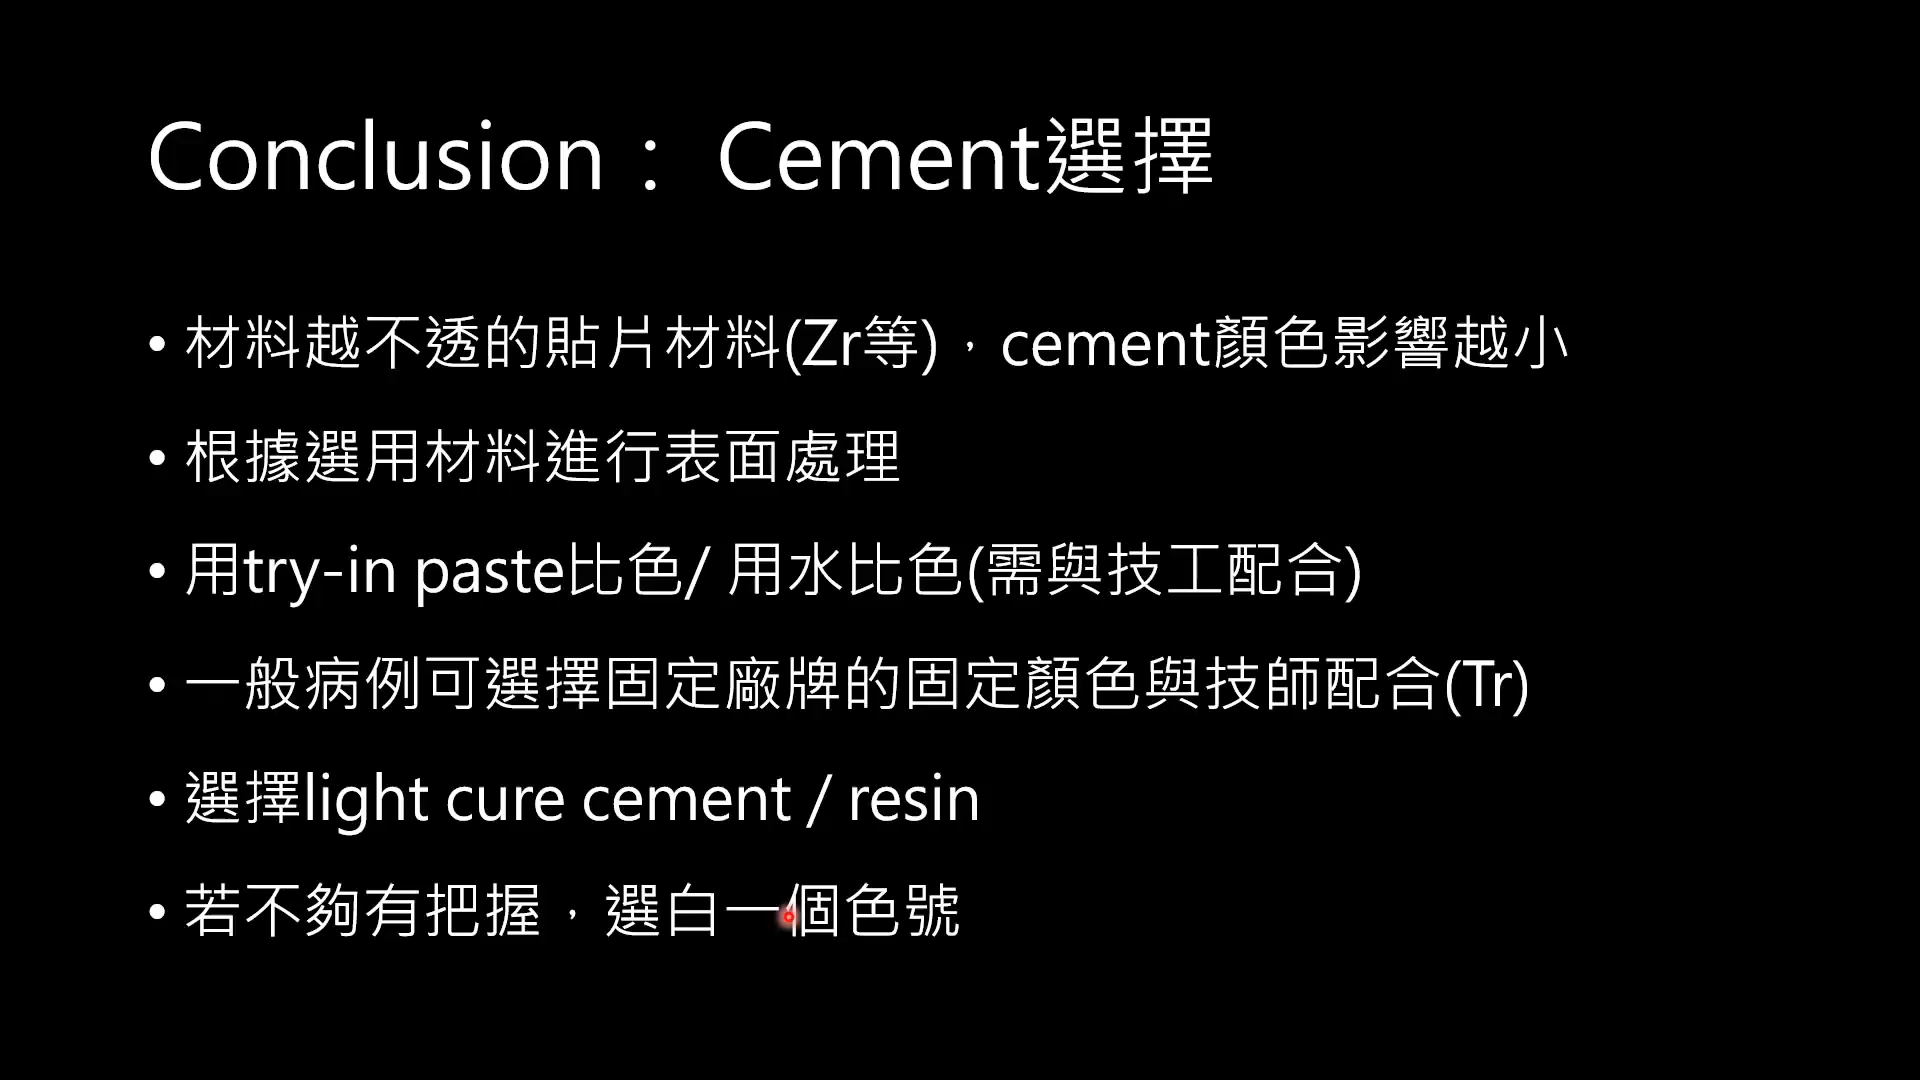 Conclusion： Cement選擇
• 材料越不透的貼片材料(Zr等)，cement顏色影響越小
• 根據選用材料進行表面處理
• 用try-in paste比色/ 用水比色(需與技工配合)
• 一般病例可選擇固定廠牌的固定顏色與技師配合(Tr)
• 選擇light cure cement / resin
• 若不夠有把握，選白一個色號